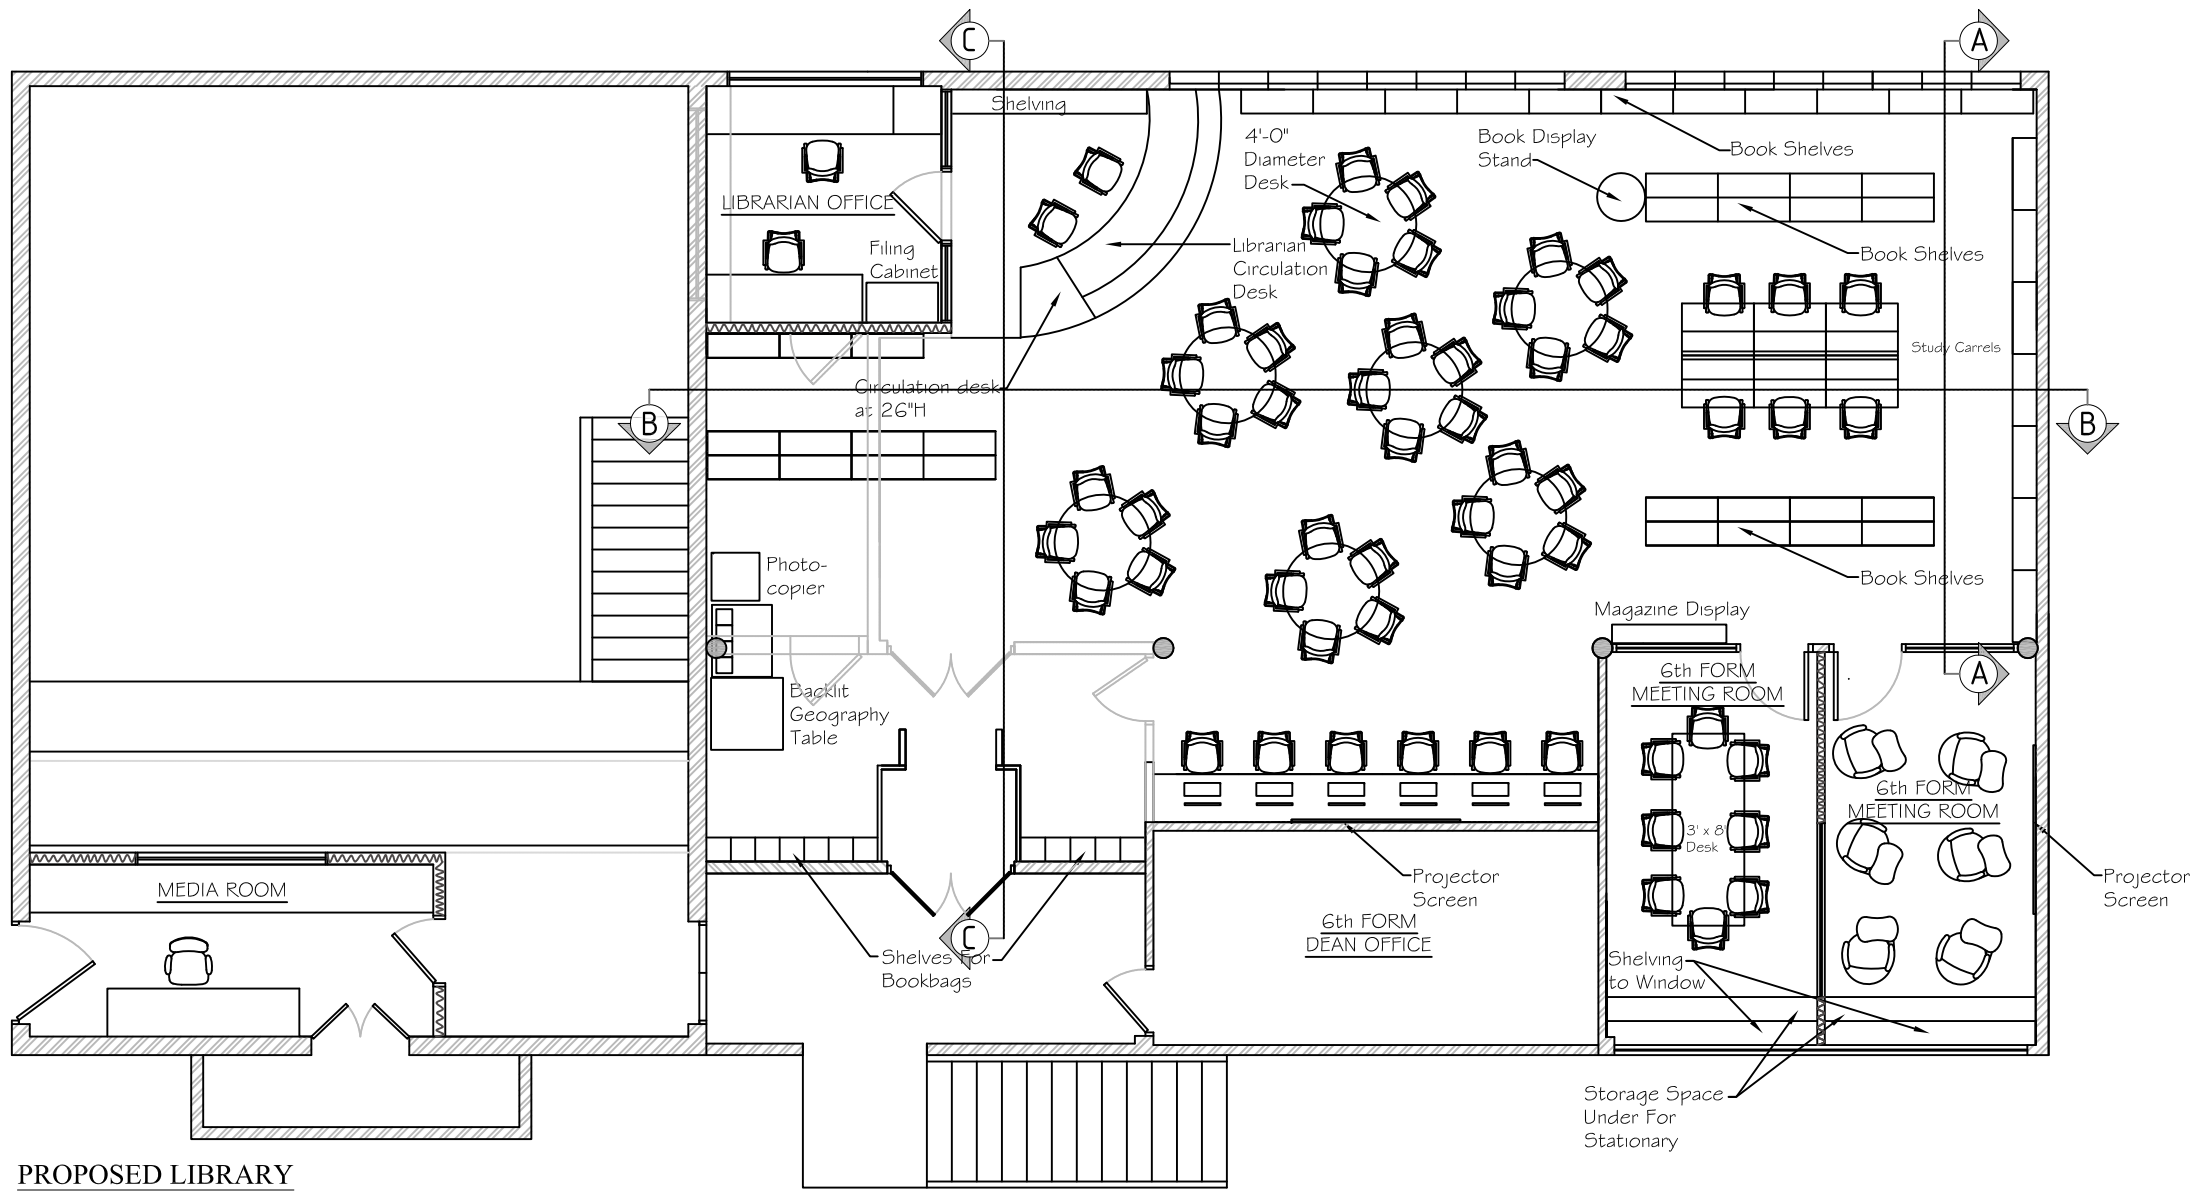 C
A
Shelving
4'-0"
Diameter
Desk
Book Display
Stand
Book Shelves
LIBRARIAN OFFICE
Filing
Cabinet
Librarian
Circulation
Desk
Book Shelves
Study Carrels
Circulation desk
at 26"H
B
B
Photo-
copier
Book Shelves
Magazine Display
6th FORM
MEETING ROOM
A
Backlit
Geography
Table
6th FORM
MEETING ROOM
3' x 8'
Desk
MEDIA ROOM
Projector
Screen
Projector
Screen
6th FORM
DEAN OFFICE
C
Shelves For
Bookbags
Shelving
to Window
Storage Space
Under For
Stationary
PROPOSED LIBRARY